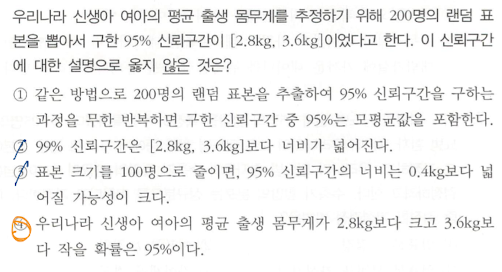 우리나라 신생아 여아의 평균 출생 몸무게를 추정하기 위해 200명의 랜덤 표
본을 뽑아서 구한 95% 신뢰구간이 [2.8kg, 3.6kg]이었다고 한다. 이 신뢰구간
에 대한 설명으로 옳지 않은 것은?
① 같은 방법으로 200명의 랜덤 표본을 추출하여 95% 신뢰구간을 구하는
과정을 무한 반복하면 구한 신뢰구간 중 95%는 모평균값을 포함한다.
② 99% 신뢰구간은 [2.8kg, 3.6kg]보다 너비가 넓어진다.
③ 표본 크기를 100명으로 줄이면, 95% 신뢰구간의 너비는 0.4kg보다 넓
어질 가능성이 크다.
④ 우리나라 신생아 여아의 평균 출생 몸무게가 2.8kg보다 크고 3.6kg보
다 작을 확률은 95%이다.